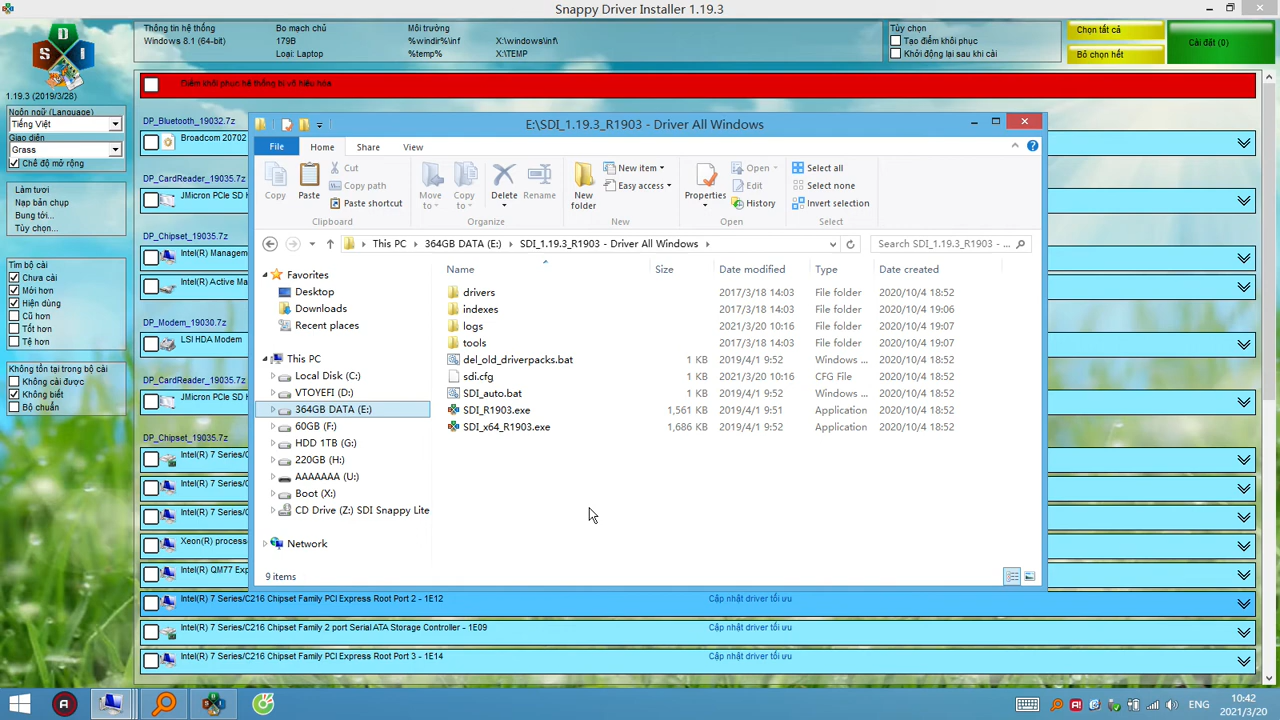 Snappy Driver Installer 1.19.3
S D I
1.19.3 (2019/3/28)
Ngôn ngữ (Language)
Tiếng Việt
Giao diện
Grass
Chế độ mở rộng
Làm tươi
Nạp bản chụp
Bung tới...
Tùy chọn...
Tìm bộ cài
Chưa cài
Mới hơn
Hiện dùng
Cũ hơn
Tốt hơn
Tệ hơn
Không tồn tại trong bộ cài
Không cài được
Không biết
Bộ chuẩn
Thông tin hệ thống
Windows 8.1 (64-bit)
Bo mạch chủ
179B
Loại: Laptop
Môi trường
%windir%\inf
%temp%
X:\windows\inf\
X:\TEMP
Tùy chọn
Tạo điểm khôi phục
Khởi động lại sau khi cài
Chọn tất cả
Bỏ chọn hết
Cài đặt (0)
Điểm khôi phục hệ thống bị vô hiệu hóa
DP_Bluetooth_19032.7z
Broadcom 20702
DP_CardReader_19035.7z
JMicron PCIe SD H
DP_Chipset_19035.7z
Intel(R) Managem
Intel(R) Active Ma
DP_Modem_19030.7z
LSI HDA Modem
DP_CardReader_19035.7z
JMicron PCIe SD H
DP_Chipset_19035.7z
Intel(R) 7 Series/C
Intel(R) 7 Series/C
Intel(R) 7 Series/C
Xeon(R) process
Intel(R) QM77 Exp
Intel(R) 7 Series/C216 Chipset Family PCI Express Root Port 2 - 1E12 Cập nhật driver tối ưu
Intel(R) 7 Series/C216 Chipset Family 2 port Serial ATA Storage Controller - 1E09 Cập nhật driver tối ưu
Intel(R) 7 Series/C216 Chipset Family PCI Express Root Port 3 - 1E14 Cập nhật driver tối ưu
E:\SDI_1.19.3_R1903 - Driver All Windows
File Home Share View
Copy
Paste
Cut
Copy path
Paste shortcut
Clipboard
Move to
Copy to
Delete
Rename
Organize
New folder
New item
Easy access
New
Properties
Open
Edit
History
Open
Select all
Select none
Invert selection
Select
This PC 364GB DATA (E:) SDI_1.19.3_R1903 - Driver All Windows
Search SDI_1.19.3_R1903 - ...
Favorites
Desktop
Downloads
Recent places
This PC
Local Disk (C:)
VTOYEFI (D:)
364GB DATA (E:)
60GB (F:)
HDD 1TB (G:)
220GB (H:)
AAAAAAA (U:)
Boot (X:)
CD Drive (Z:) SDI Snappy Lite
Network
Name Size Date modified Type Date created
drivers 2017/3/18 14:03 File folder 2020/10/4 18:52
indexes 2017/3/18 14:03 File folder 2020/10/4 19:06
logs 2021/3/20 10:16 File folder 2020/10/4 19:07
tools 2017/3/18 14:03 File folder 2020/10/4 19:07
del_old_driverpacks.bat 1 KB 2019/4/1 9:52 Windows ... 2020/10/4 18:52
sdi.cfg 1 KB 2021/3/20 10:16 CFG File 2020/10/4 18:52
SDI_auto.bat 1 KB 2019/4/1 9:52 Windows ... 2020/10/4 18:52
SDI_R1903.exe 1,561 KB 2019/4/1 9:51 Application 2020/10/4 18:52
SDI_x64_R1903.exe 1,686 KB 2019/4/1 9:52 Application 2020/10/4 18:52
9 items
ENG
10:42
2021/3/20